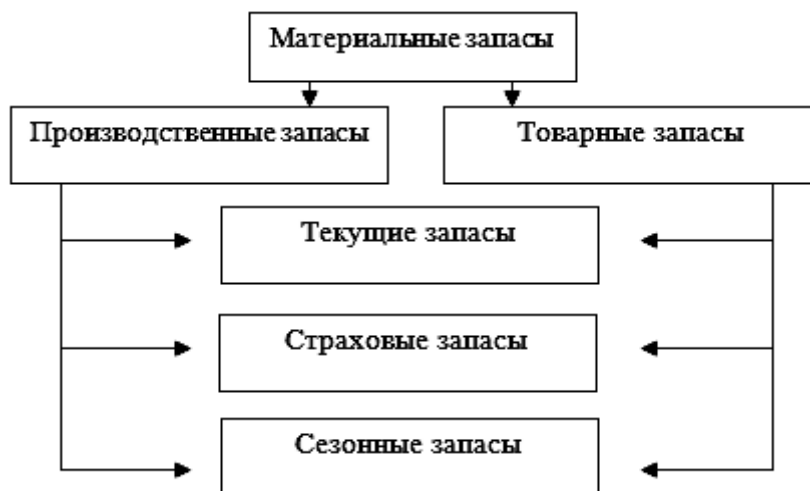 Материальные запасы
Производственные запасы
Товарные запасы
Текущие запасы
Страховые запасы
Сезонные запасы